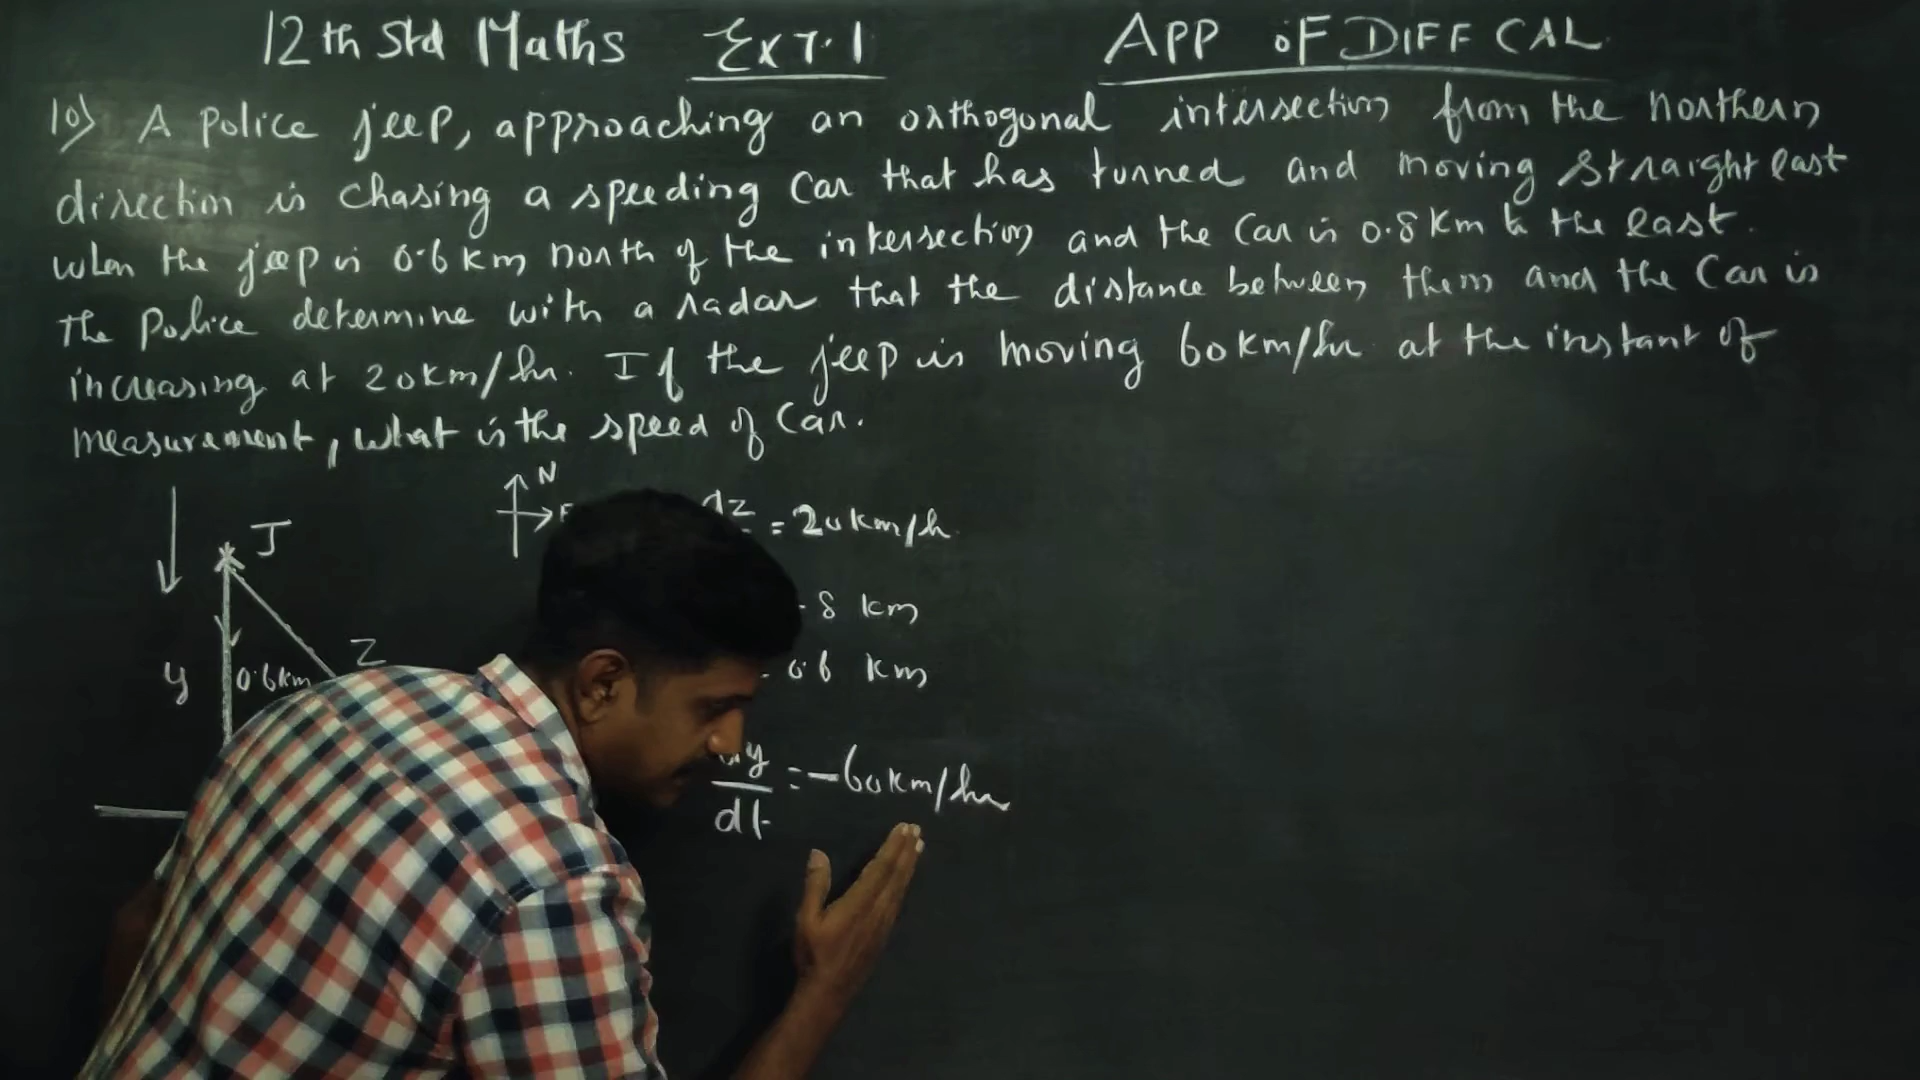 12th Std Maths Ex 7.1 APP OF DIFF CAL
10) A police jeep, approaching an orthogonal intersection from the northern
direction is chasing a speeding Car that has turned and moving straight east
When the jeep is 0.6 km north of the intersection and the Car is 0.8 km to the east.
The Police determine with a radar that the distance between them and the Car is
increasing at 20 km/hr. If the jeep is moving 60 km/hr at the instant of
measurement, what is the speed of Car.
N
J
dz = 20 km/h.
8 km
y 0.6km z
0.6 km
dy/dt = -60 km/hr